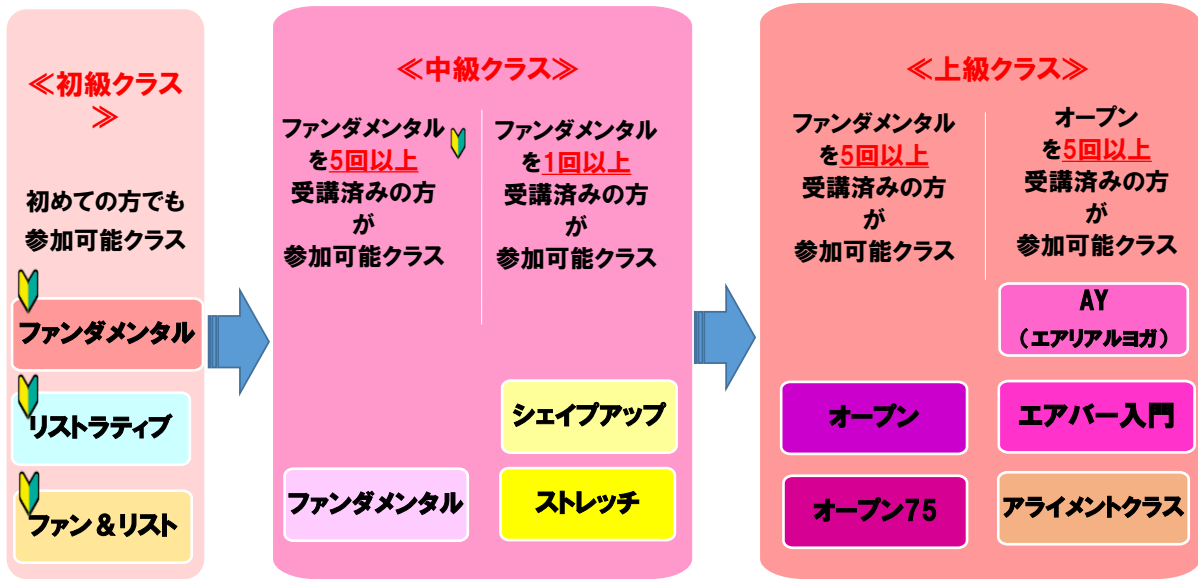 ≪初級クラス
≫
初めての方でも
参加可能クラス
ファンダメンタル
リストラティブ
ファン&リスト
≪中級クラス≫
ファンダメンタル
を5回以上
受講済みの方
が
参加可能クラス
ファンダメンタル
を1回以上
受講済みの方
が
参加可能クラス
シェイプアップ
ファンダメンタル
ストレッチ
≪上級クラス≫
ファンダメンタル
を5回以上
受講済みの方
が
参加可能クラス
オープン
を5回以上
受講済みの方
が
参加可能クラス
AY
(エアリアルヨガ)
オープン
エアバー入門
オープン75
アライメントクラス